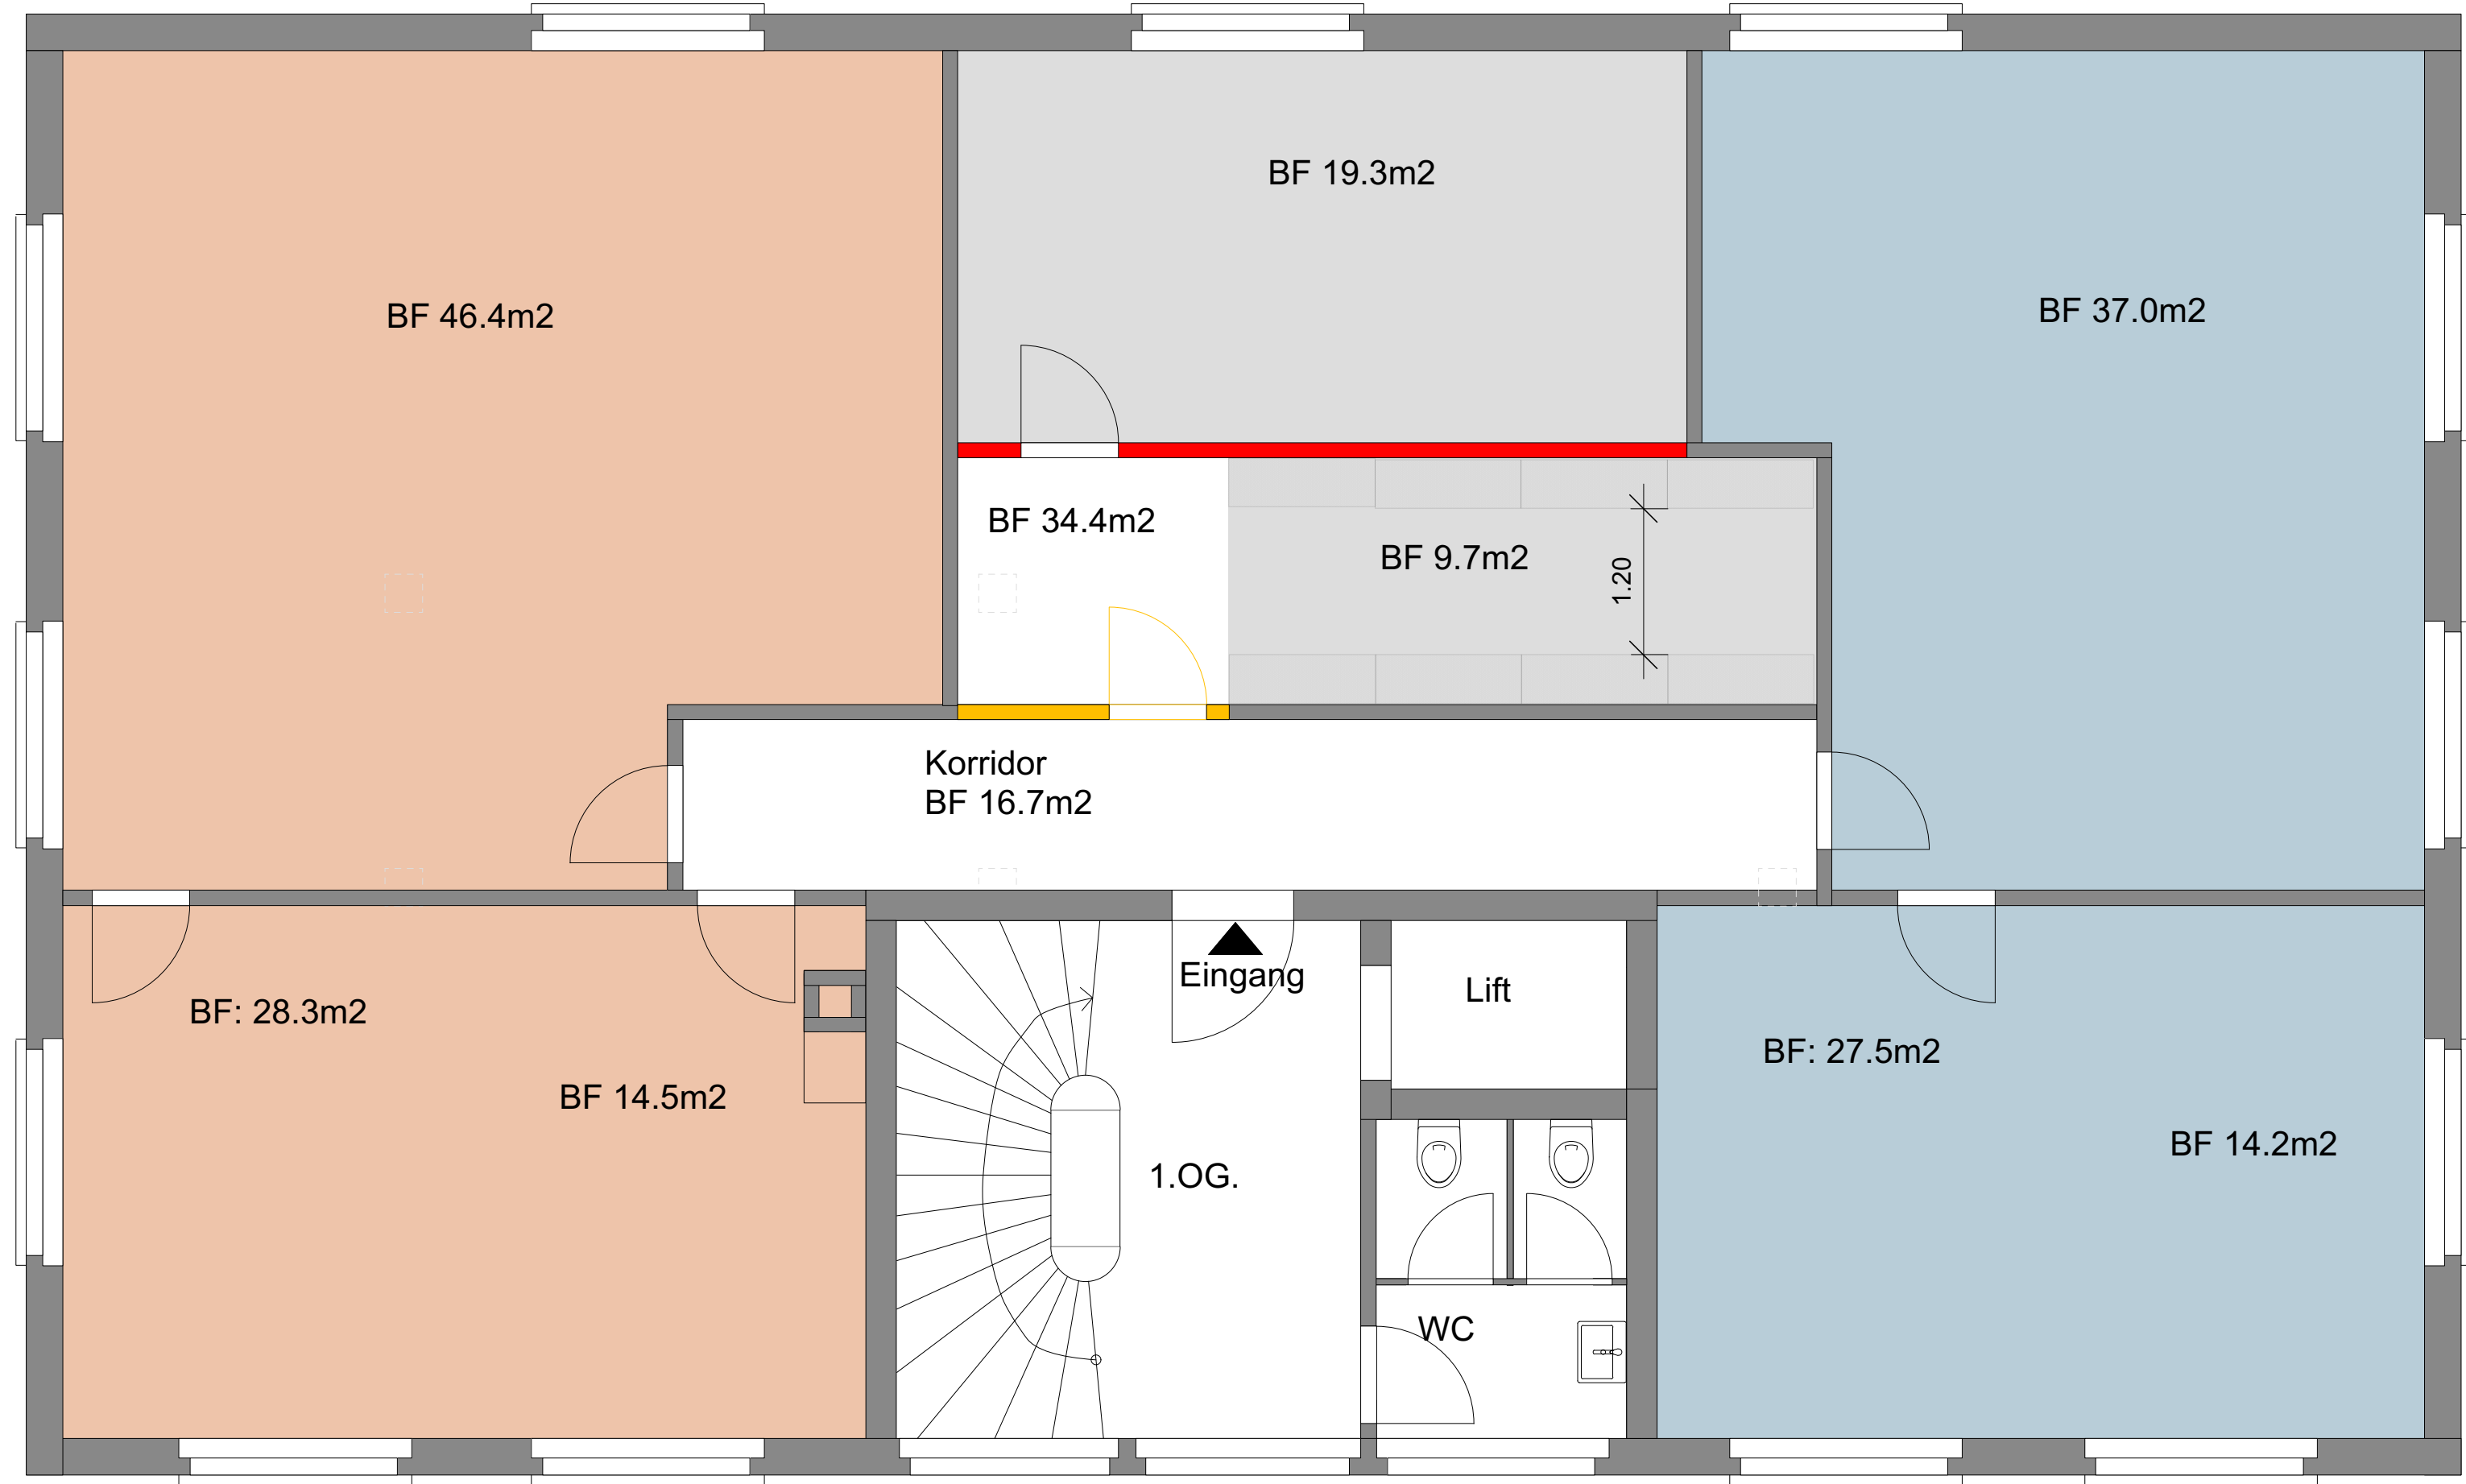 BF 19.3m2
BF 46.4m2
BF 37.0m2
BF 34.4m2
BF 9.7m2
1.20
Korridor
BF 16.7m2
Eingang
Lift
BF: 28.3m2
BF: 27.5m2
BF 14.5m2
BF 14.2m2
1.OG.
WC